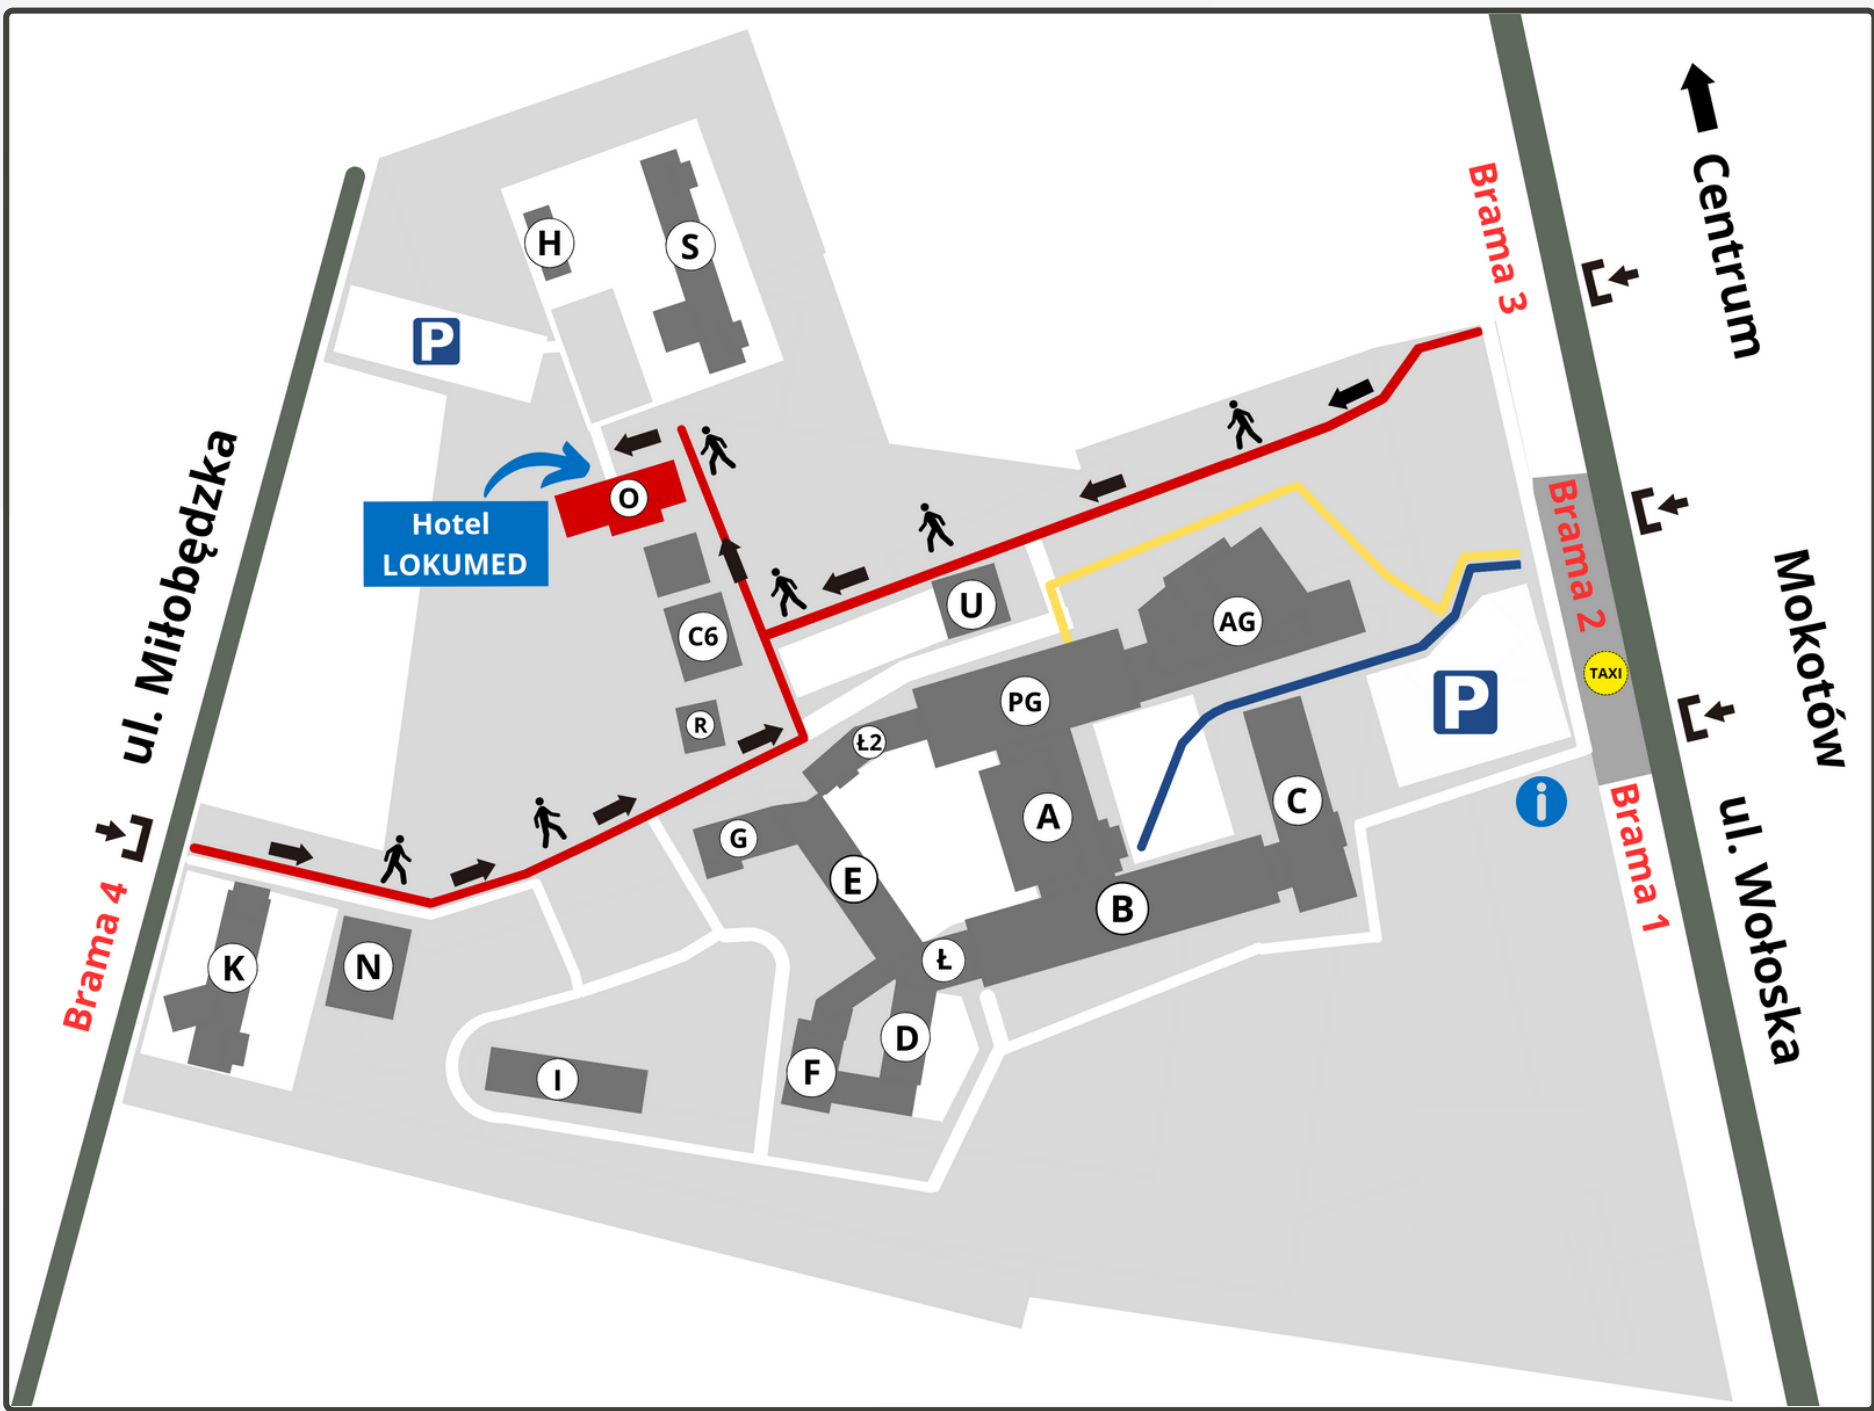 Centrum
Brama 3
H
S
P
ul. Miłobędzka
O
Hotel
LOKUMED
Brama 2
Mokotów
U
C6
AG
TAXI
P
PG
R
Ł2
i
C
A
G
E
B
Brama 1
ul. Wołoska
Brama 4
K
N
Ł
D
F
I